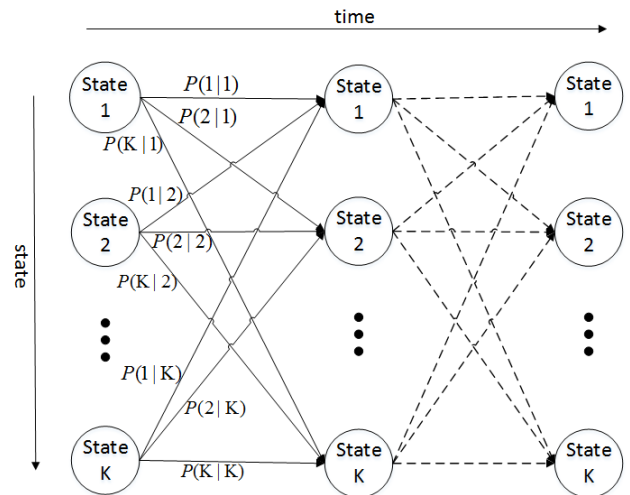 time
State
1
State
1
State
1
P(1|1)
P(2|1)
P(K|1)
P(1|2)
State
2
State
2
State
2
P(2|2)
P(K|2)
state
P(1|K)
P(2|K)
State
K
State
K
State
K
P(K|K)